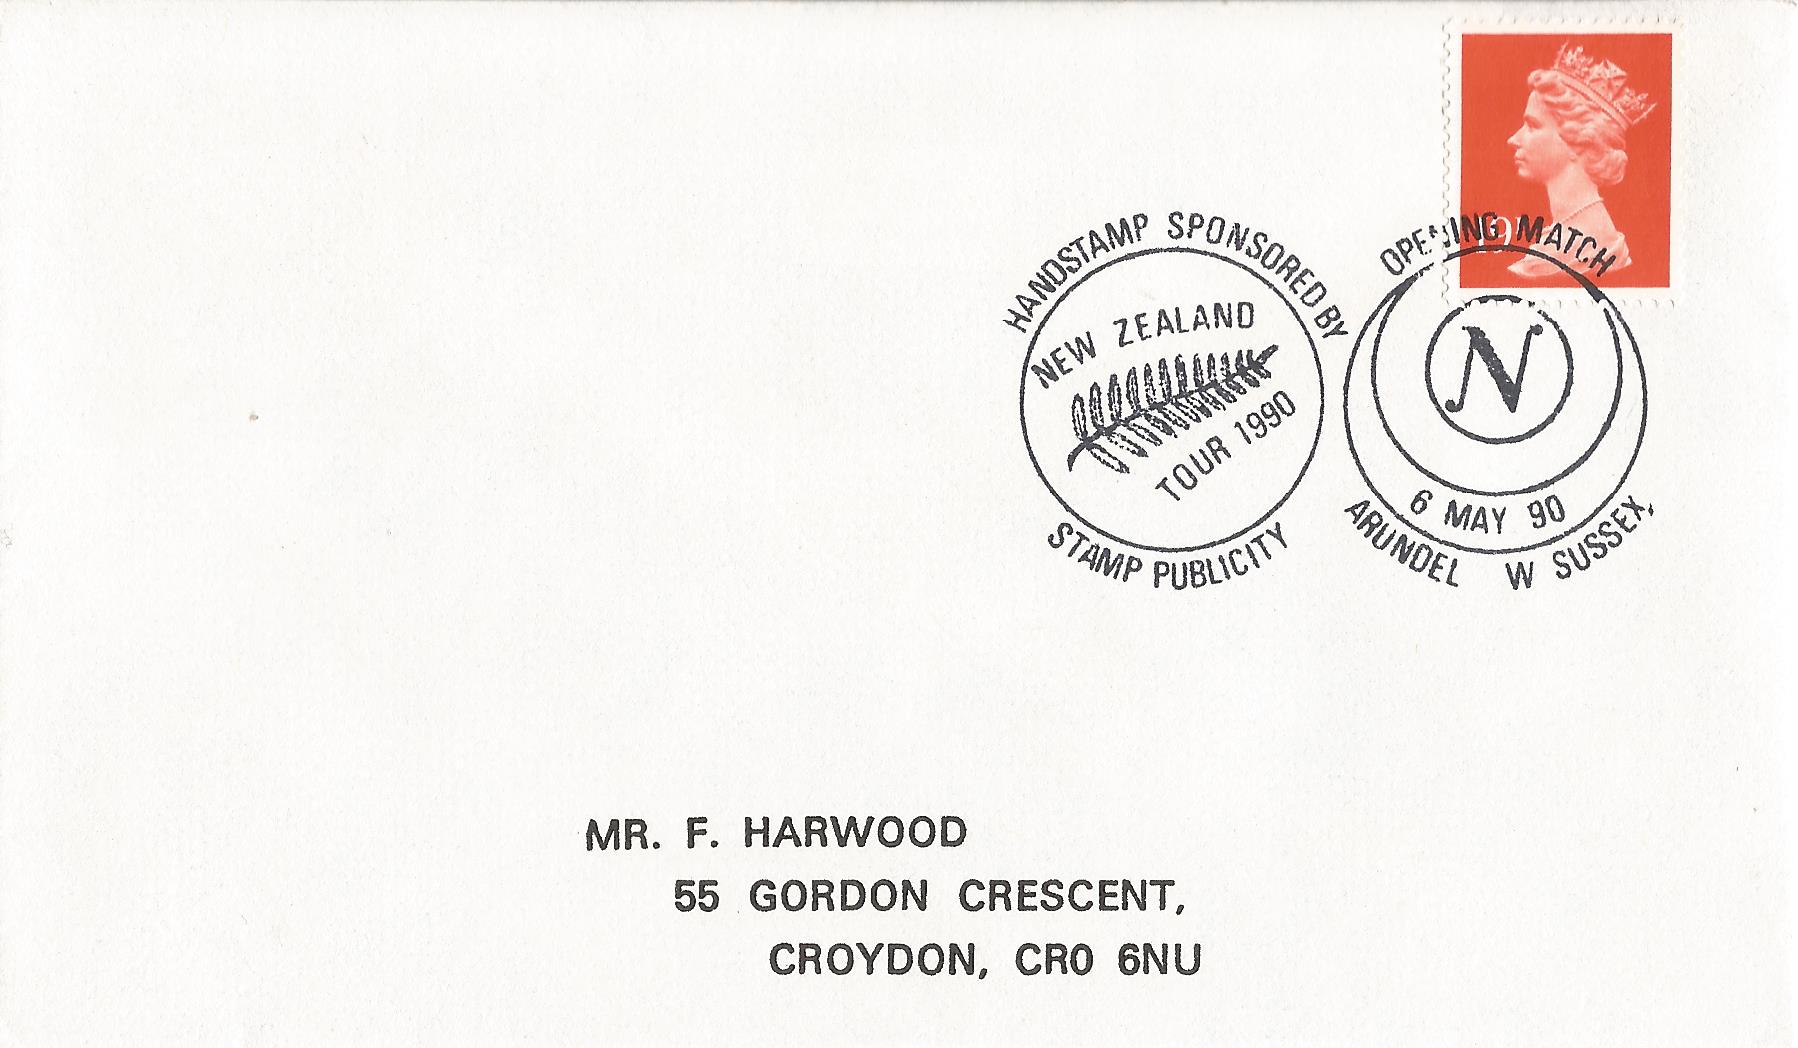 HANDSTAMP SPONSORED BY
NEW ZEALAND
TOUR 1990
STAMP PUBLICITY
OPENING MATCH
N
6 MAY 90
ARUNDEL W SUSSEX,
MR. F. HARWOOD
55 GORDON CRESCENT,
CROYDON, CR0 6NU